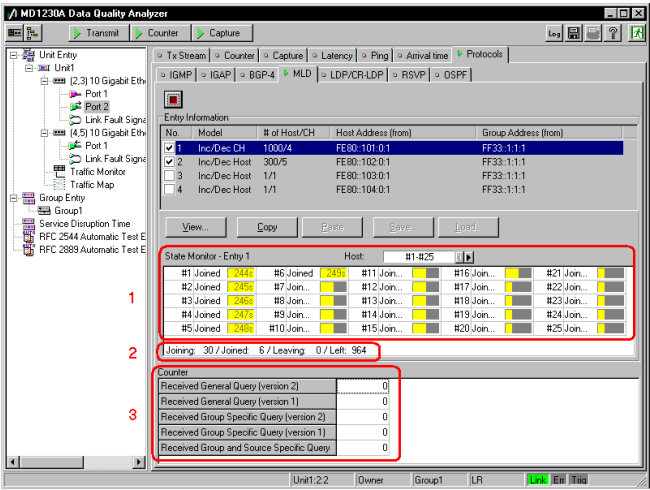 MD1230A Data Quality Analyzer
Transmit Counter Capture Log
Unit Entry
Unit1
(2,3) 10 Gigabit Eth
Port 1
Port 2
Link Fault Signa
(4,5) 10 Gigabit Eth
Port 1
Link Fault Signa
Traffic Monitor
Traffic Map
Group Entry
Group1
Service Disruption Time
RFC 2544 Automatic Test E
RFC 2889 Automatic Test E
Tx Stream Counter Capture Latency Ping Arrival time Protocols
IGMP IGAP BGP-4 MLD LDP/CR-LDP RSVP OSPF
Entry Information
No. Model # of Host/CH Host Address (from) Group Address (from)
1 Inc/Dec CH 1000/4 FE80::101:0:1 FF33::1:1:1
2 Inc/Dec Host 300/5 FE80::102:0:1 FF33::1:1:1
3 Inc/Dec Host 1/1 FE80::103:0:1 FF33::1:1:1
4 Inc/Dec Host 1/1 FE80::104:0:1 FF33::1:1:1
View... Copy Paste Save... Load...
State Monitor - Entry 1 Host: #1-#25
#1 Joined 244s #6 Joined 249s #11 Join... #16 Join... #21 Join...
#2 Joined 245s #7 Join... #12 Join... #17 Join... #22 Join...
#3 Joined 246s #8 Join... #13 Join... #18 Join... #23 Join...
#4 Joined 247s #9 Join... #14 Join... #19 Join... #24 Join...
#5 Joined 248s #10 Join... #15 Join... #20 Join... #25 Join...
1
Joining: 30 / Joined: 6 / Leaving: 0 / Left: 964
2
Counter
Received General Query (version 2) 0
Received General Query (version 1) 0
Received Group Specific Query (version 2) 0
Received Group Specific Query (version 1) 0
Received Group and Source Specific Query 0
3
Unit1:2:2 Owner Group1 LR Link Err Trig